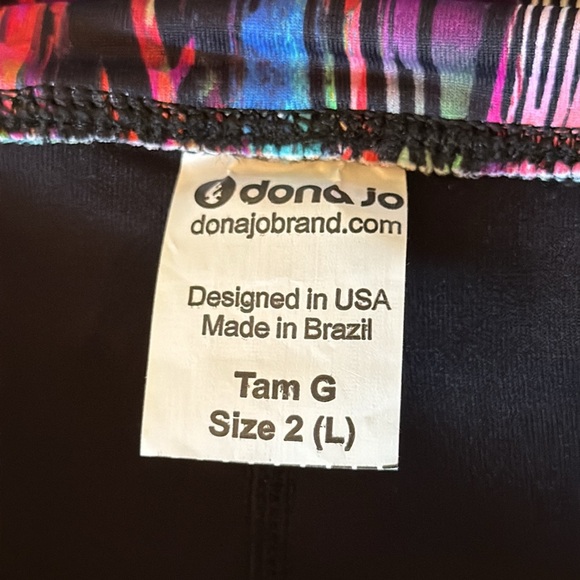 dona jo
donajobrand.com
Designed in USA
Made in Brazil
Tam G
Size 2 (L)